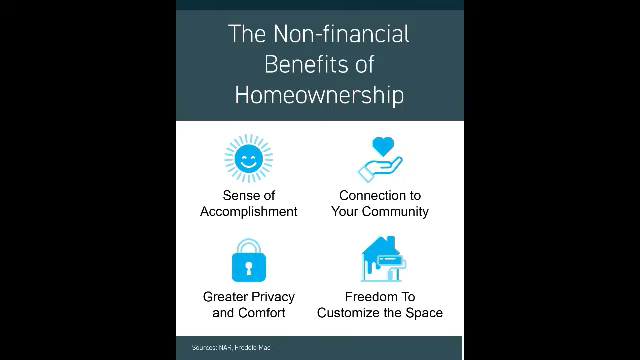 The Non-financial
Benefits of
Homeownership
Sense of
Accomplishment
Connection to
Your Community
Greater Privacy
and Comfort
Freedom To
Customize the Space
Sources: NAR, Freddie Mac